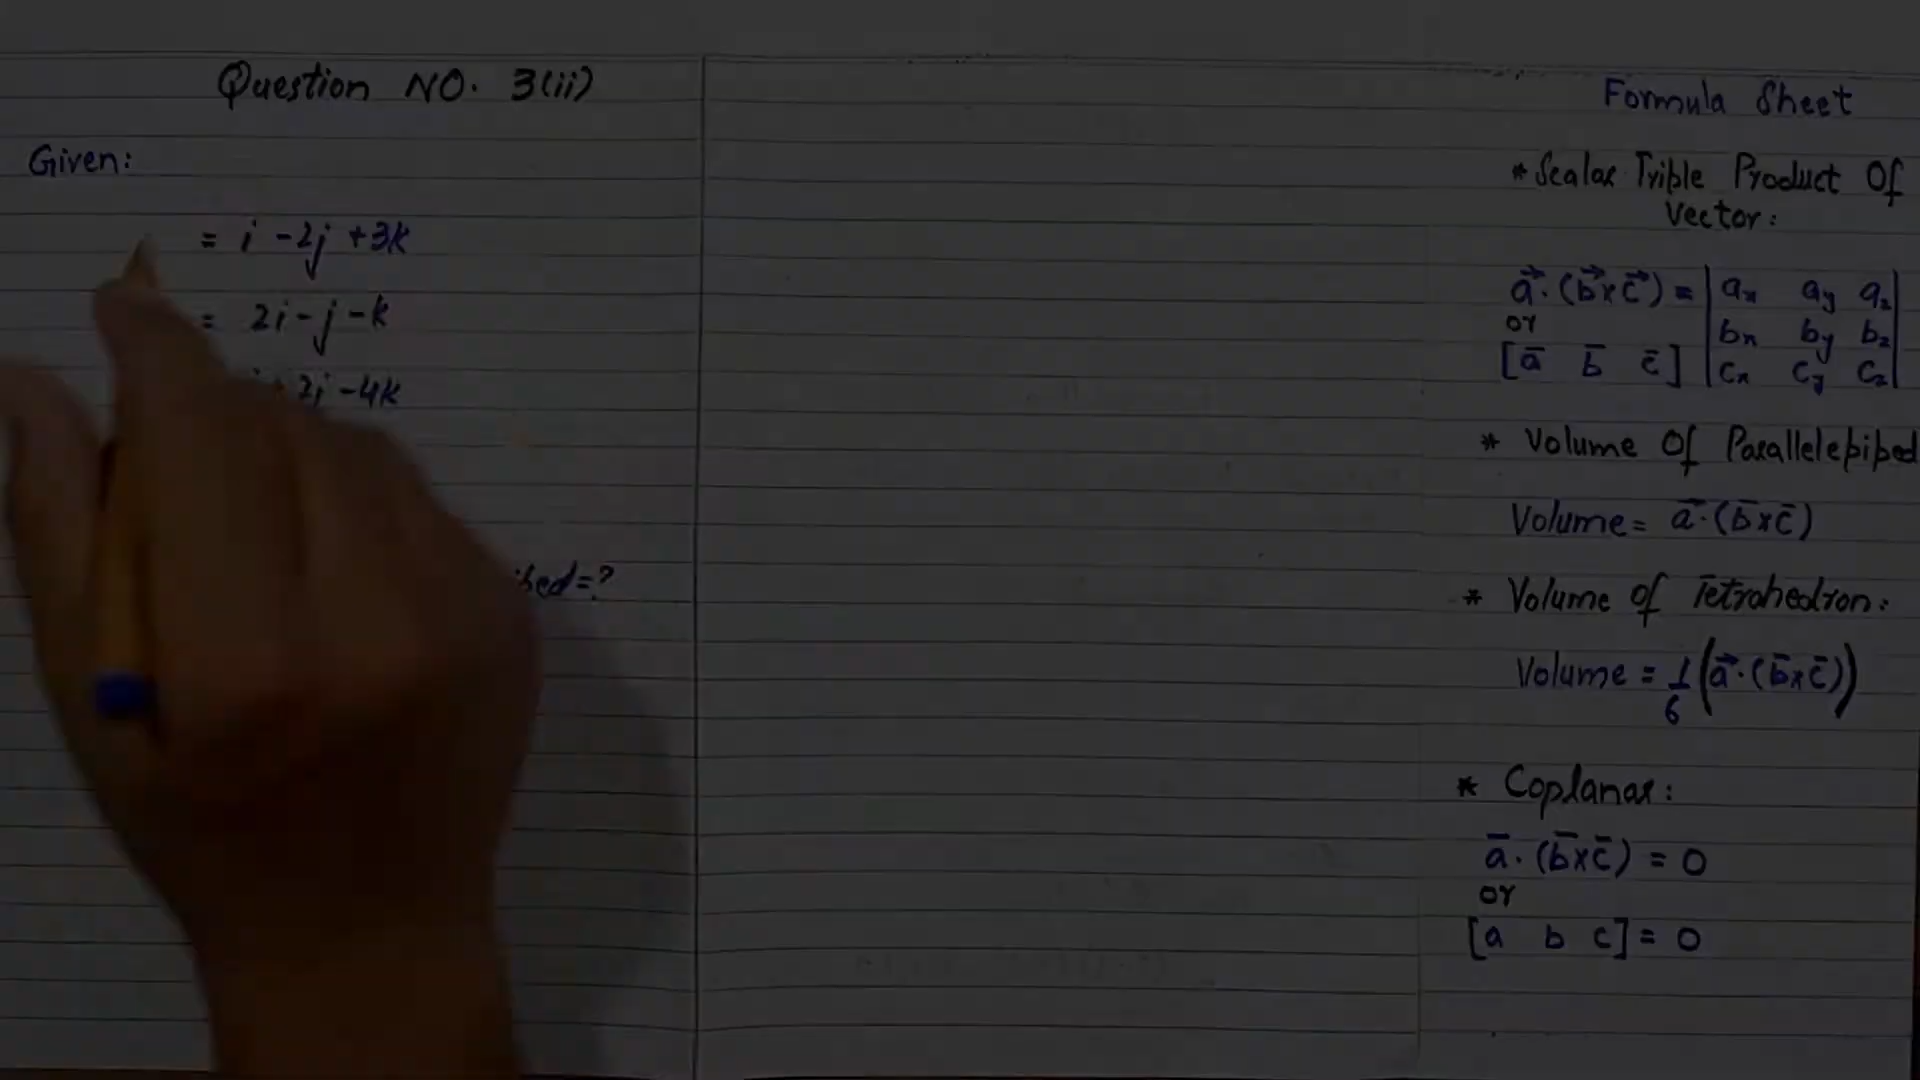 Question NO. 3(ii)
Given:
= i -2j +3k
= 2i -j -k
2j -4k
=?
Formula Sheet
* Scalar Triple Product Of
Vector:
a⃗. (b⃗×c⃗) = | ax ay az |
or | bx by bz |
[a̅ b̅ c̅] | cx cy cz |
* Volume Of Parallelepiped
Volume = a⃗. (b̅×c̅)
* Volume of Tetrahedron:
Volume = 1/6 (a⃗. (b̅×c̅))
* Coplanar:
a̅. (b̅×c̅) = 0
or
[a b c] = 0